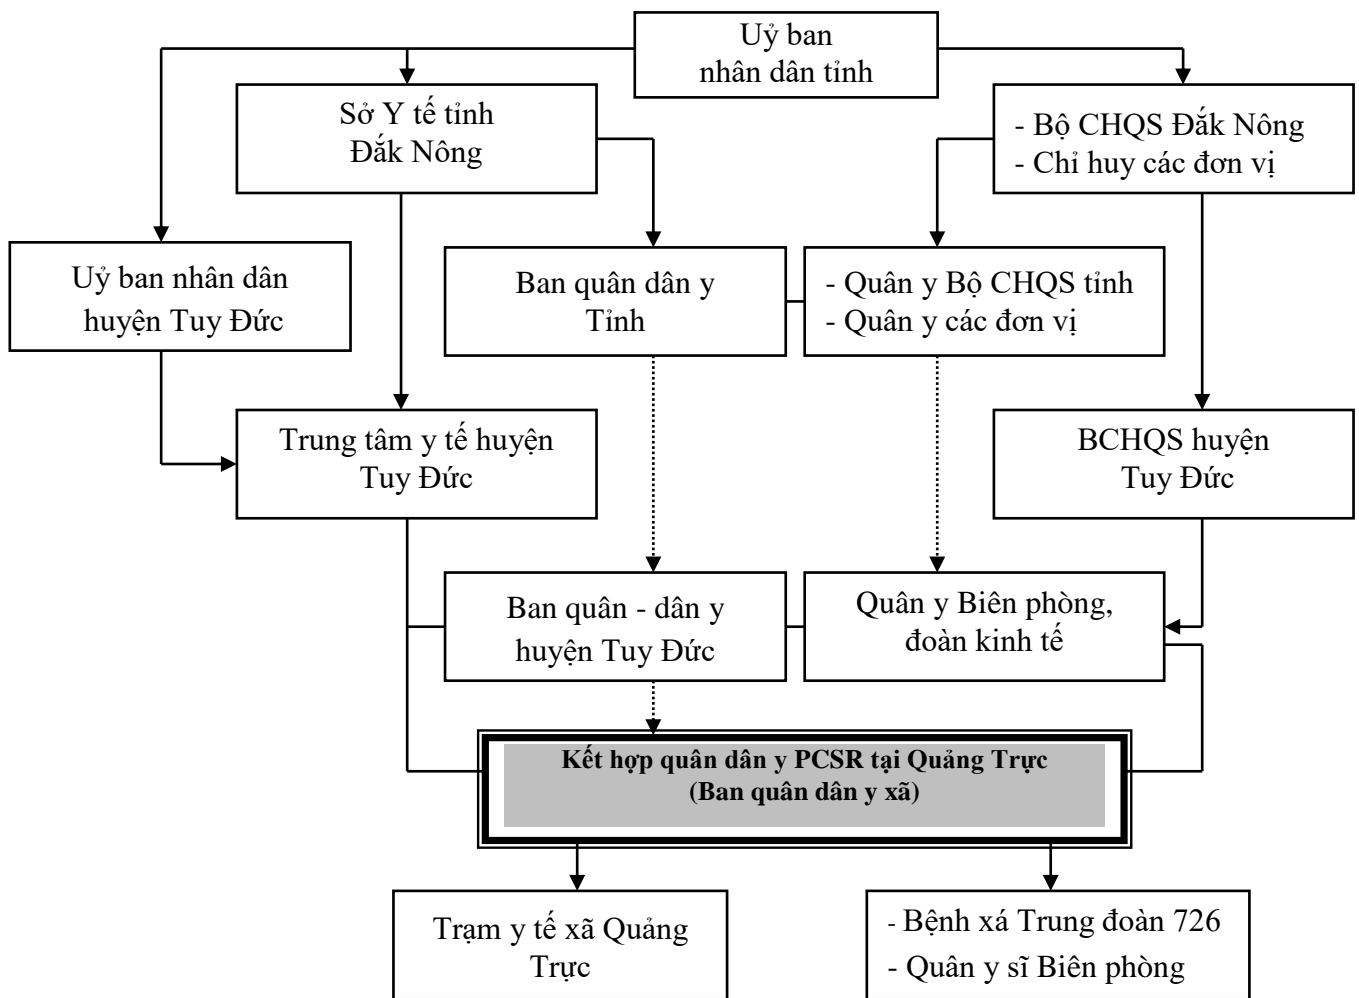 Uỷ ban
nhân dân tỉnh
Sở Y tế tỉnh
Đắk Nông
- Bộ CHQS Đắk Nông
- Chỉ huy các đơn vị
Uỷ ban nhân dân
huyện Tuy Đức
Ban quân dân y
Tỉnh
- Quân y Bộ CHQS tỉnh
- Quân y các đơn vị
Trung tâm y tế huyện
Tuy Đức
BCHQS huyện
Tuy Đức
Ban quân - dân y
huyện Tuy Đức
Quân y Biên phòng,
đoàn kinh tế
Kết hợp quân dân y PCSR tại Quảng Trực
(Ban quân dân y xã)
Trạm y tế xã Quảng
Trực
- Bệnh xá Trung đoàn 726
- Quân y sĩ Biên phòng